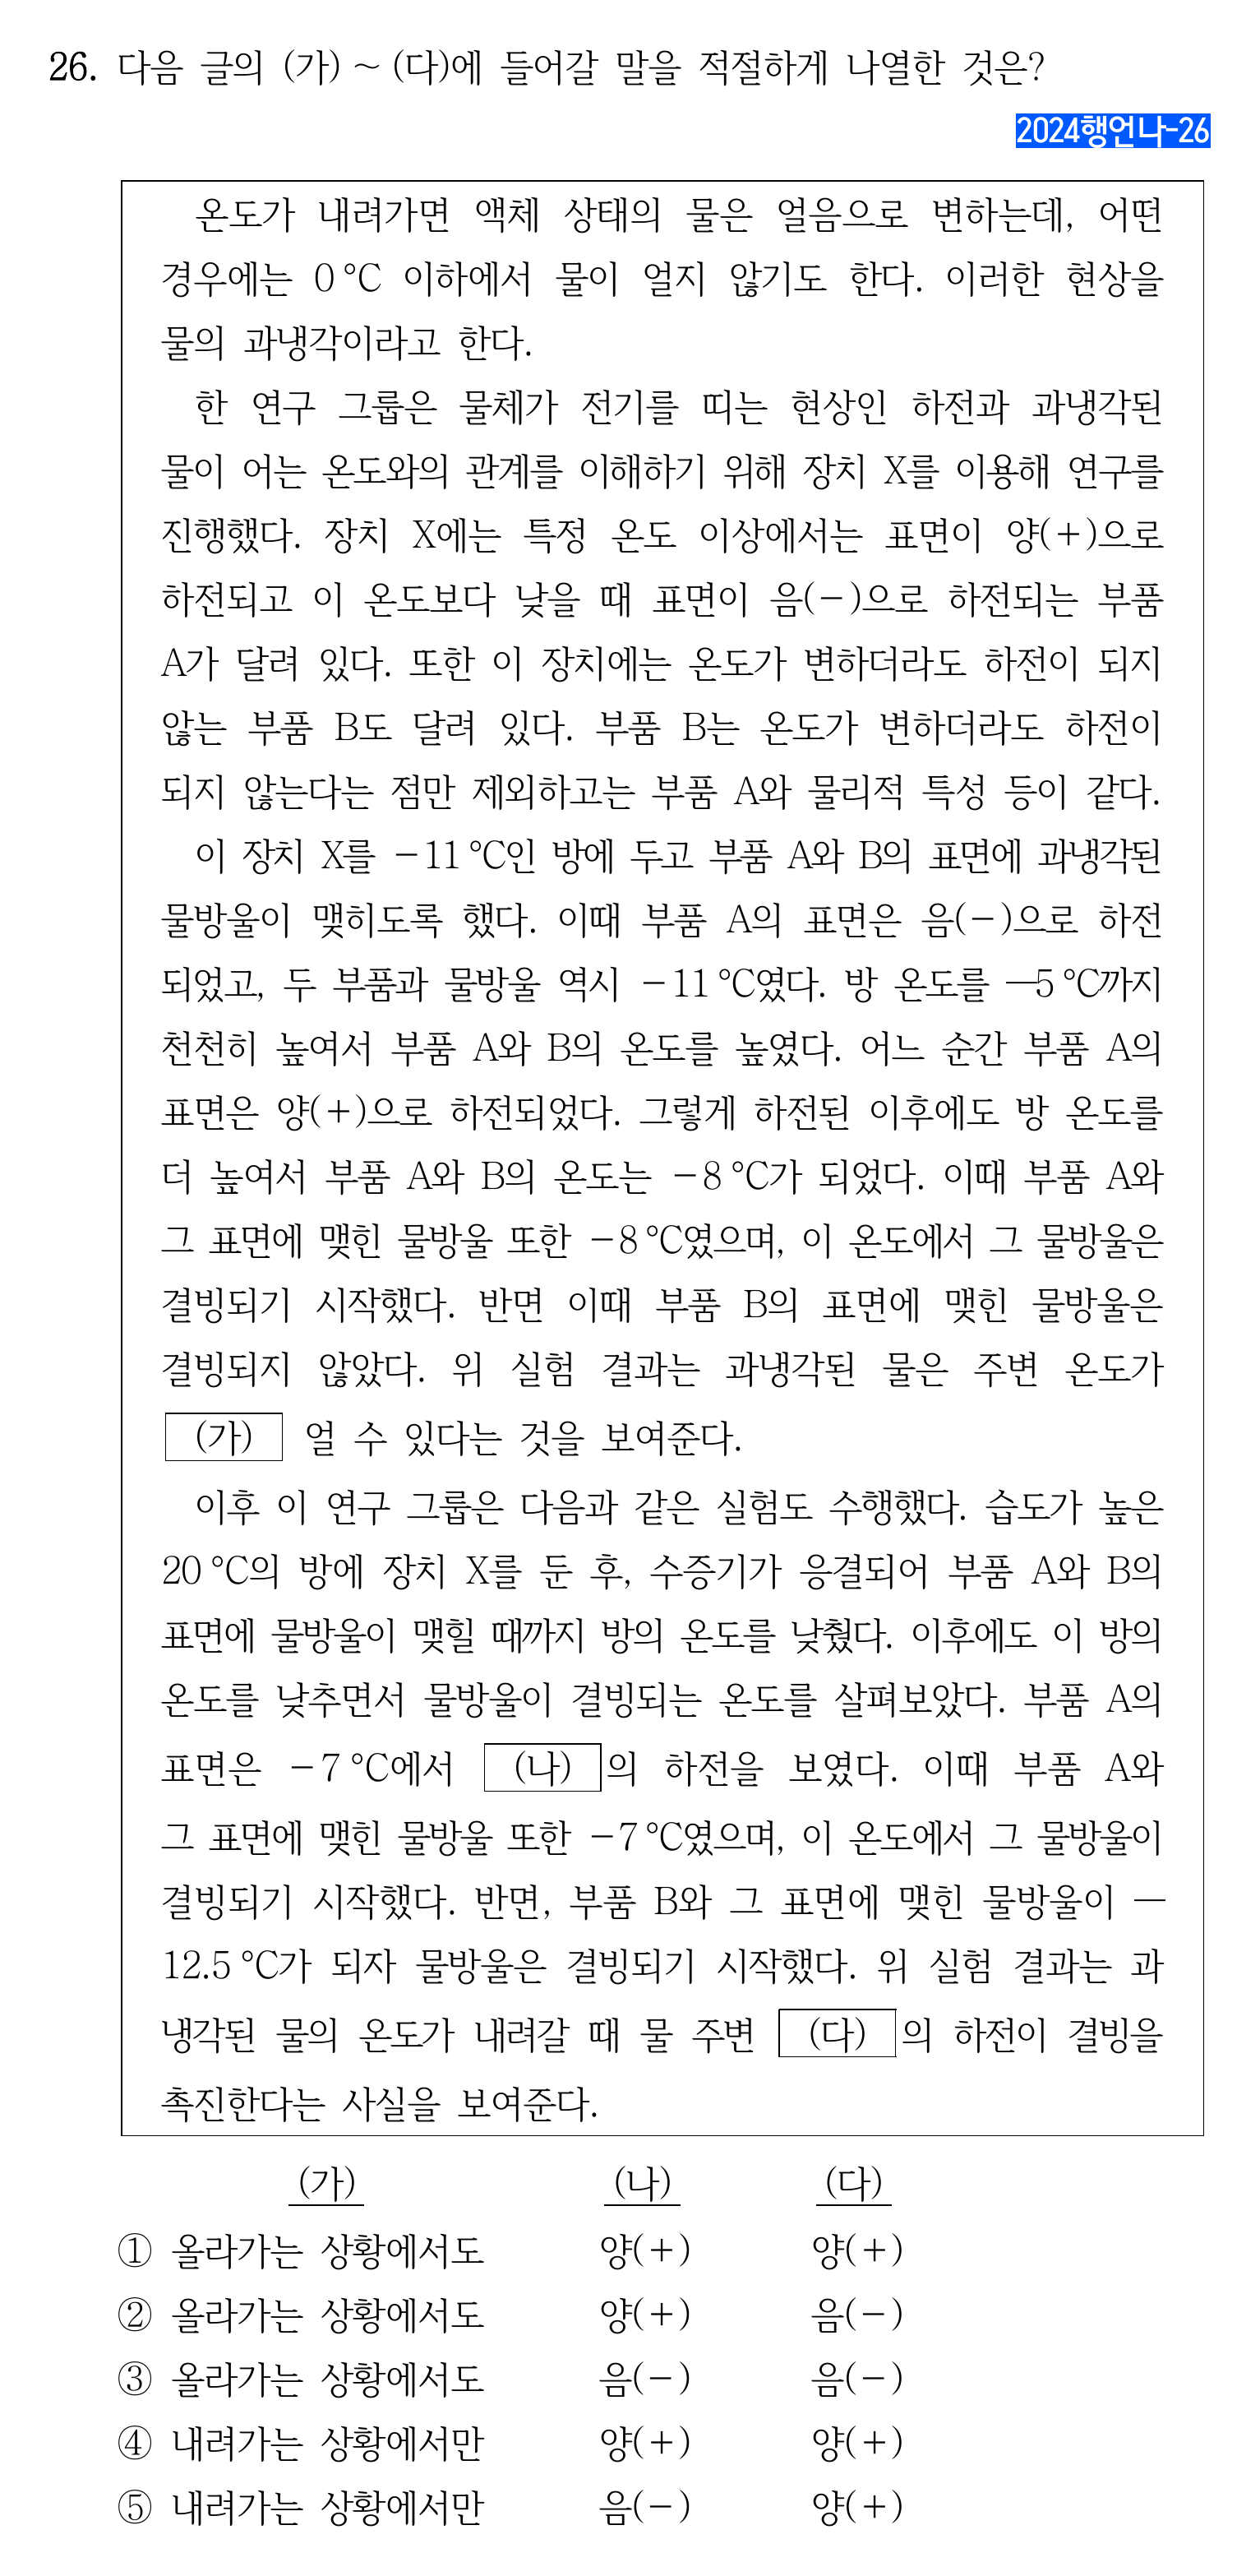 26. 다음 글의 (가) ~ (다)에 들어갈 말을 적절하게 나열한 것은?
2024행언나-26
온도가 내려가면 액체 상태의 물은 얼음으로 변하는데, 어떤
경우에는 0 ℃ 이하에서 물이 얼지 않기도 한다. 이러한 현상을
물의 과냉각이라고 한다.
한 연구 그룹은 물체가 전기를 띠는 현상인 하전과 과냉각된
물이 어는 온도와의 관계를 이해하기 위해 장치 X를 이용해 연구를
진행했다. 장치 X에는 특정 온도 이상에서는 표면이 양(+)으로
하전되고 이 온도보다 낮을 때 표면이 음(-)으로 하전되는 부품
A가 달려 있다. 또한 이 장치에는 온도가 변하더라도 하전이 되지
않는 부품 B도 달려 있다. 부품 B는 온도가 변하더라도 하전이
되지 않는다는 점만 제외하고는 부품 A와 물리적 특성 등이 같다.
이 장치 X를 -11 ℃인 방에 두고 부품 A와 B의 표면에 과냉각된
물방울이 맺히도록 했다. 이때 부품 A의 표면은 음(-)으로 하전
되었고, 두 부품과 물방울 역시 -11 ℃였다. 방 온도를 —5 ℃까지
천천히 높여서 부품 A와 B의 온도를 높였다. 어느 순간 부품 A의
표면은 양(+)으로 하전되었다. 그렇게 하전된 이후에도 방 온도를
더 높여서 부품 A와 B의 온도는 -8 ℃가 되었다. 이때 부품 A와
그 표면에 맺힌 물방울 또한 -8 ℃였으며, 이 온도에서 그 물방울은
결빙되기 시작했다. 반면 이때 부품 B의 표면에 맺힌 물방울은
결빙되지 않았다. 위 실험 결과는 과냉각된 물은 주변 온도가
(가) 얼 수 있다는 것을 보여준다.
이후 이 연구 그룹은 다음과 같은 실험도 수행했다. 습도가 높은
20 ℃의 방에 장치 X를 둔 후, 수증기가 응결되어 부품 A와 B의
표면에 물방울이 맺힐 때까지 방의 온도를 낮췄다. 이후에도 이 방의
온도를 낮추면서 물방울이 결빙되는 온도를 살펴보았다. 부품 A의
표면은 -7 ℃에서 (나)의 하전을 보였다. 이때 부품 A와
그 표면에 맺힌 물방울 또한 -7 ℃였으며, 이 온도에서 그 물방울이
결빙되기 시작했다. 반면, 부품 B와 그 표면에 맺힌 물방울이 —
12.5 ℃가 되자 물방울은 결빙되기 시작했다. 위 실험 결과는 과
냉각된 물의 온도가 내려갈 때 물 주변 (다)의 하전이 결빙을
촉진한다는 사실을 보여준다.
(가) (나) (다)
① 올라가는 상황에서도 양(+) 양(+)
② 올라가는 상황에서도 양(+) 음(-)
③ 올라가는 상황에서도 음(-) 음(-)
④ 내려가는 상황에서만 양(+) 양(+)
⑤ 내려가는 상황에서만 음(-) 양(+)